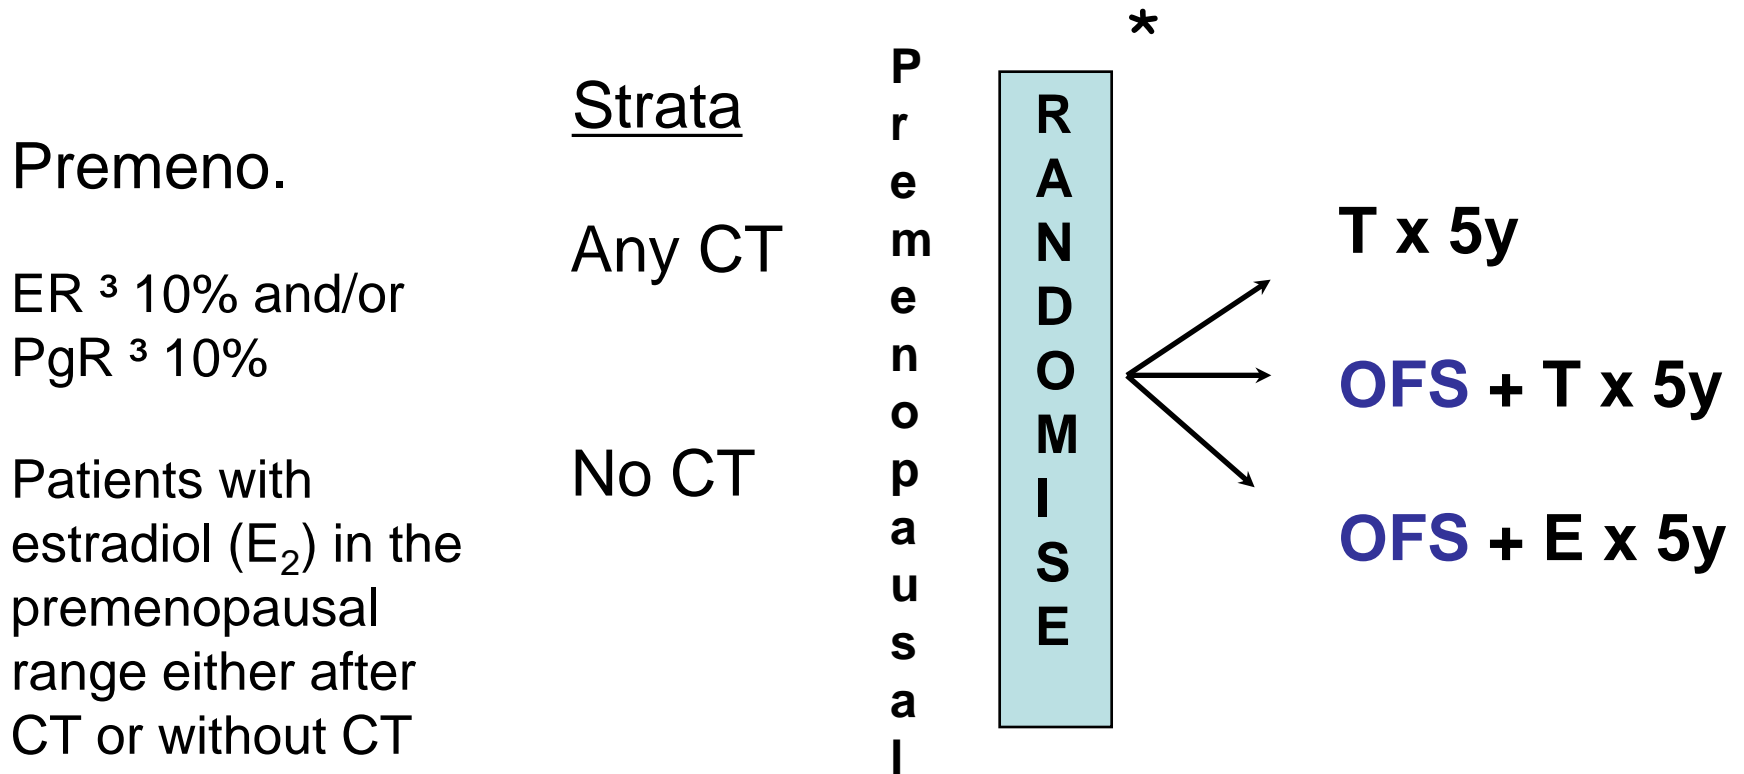 Premeno.
ER ³ 10% and/or
PgR ³ 10%
Patients with
estradiol (E₂) in the
premenopausal
range either after
CT or without CT
Strata
Any CT
No CT
Premenopausal
*
RANDOMISE
T x 5y
OFS + T x 5y
OFS + E x 5y